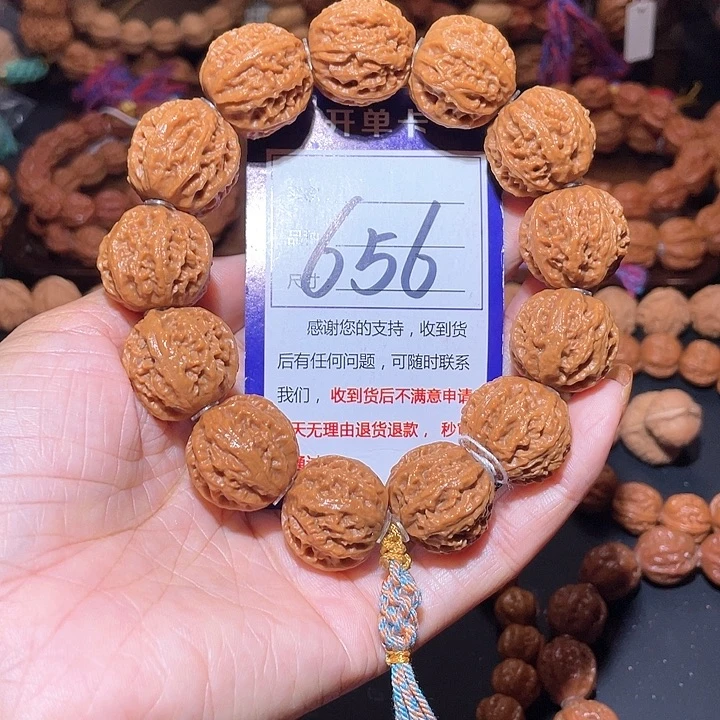 开单卡
656
尺寸
感谢您的支持，收到货
后有任何问题，可随时联系
我们，收到货后不满意申请
天无理由退货退款，秒